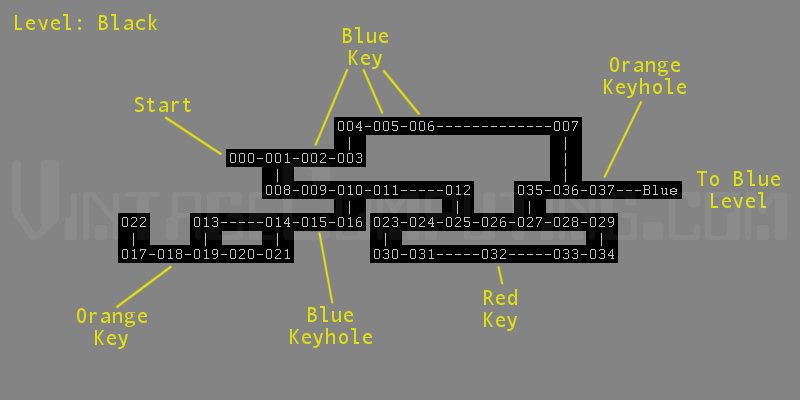 Level: Black
Blue
Key
Orange
Keyhole
Start
004-005-006-------------007
000-001-002-003
008-009-010-011-----012
035-036-037---Blue
To Blue
Level
VINTAGECOMPUTING.COM
022
013-----014-015-016
023-024-025-026-027-028-029
017-018-019-020-021
030-031-----032-----033-034
Orange
Key
Blue
Keyhole
Red
Key